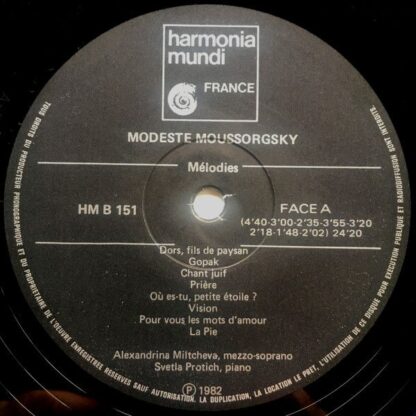 harmonia
mundi
FRANCE
MODESTE MOUSSORGSKY
Mélodies
HM B 151
FACE A
(4'40-3'00-2'35-3'55-3'20
2'18-1'48-2'02) 24'20
Dors, fils de paysan
Gopak
Chant juif
Prière
Où es-tu, petite étoile ?
Vision
Pour vous les mots d'amour
La Pie
Alexandrina Miltcheva, mezzo-soprano
Svetla Protich, piano
Ⓟ 1982
TOUS DROITS DU PRODUCTEUR PHONOGRAPHIQUE ET DU PROPRIETAIRE DE L'OEUVRE ENREGISTREE RESERVES SAUF AUTORISATION. LA DUPLICATION, LA LOCATION LE PRET, L'UTILISATION DE CE DISQUE POUR EXECUTION PUBLIQUE ET RADIODIFFUSION SONT INTERDITS.